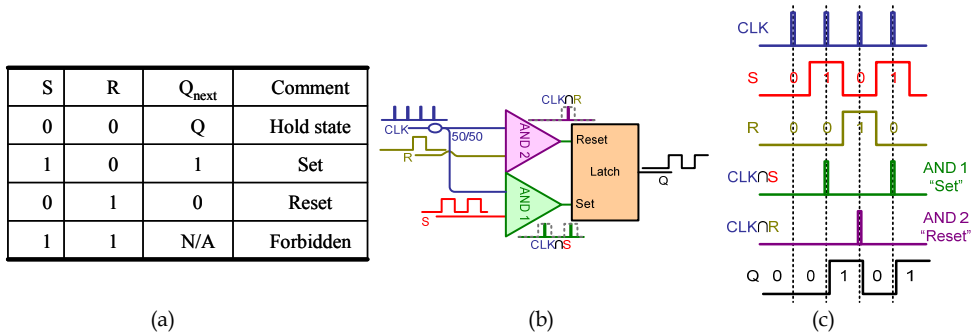 S R Qnext Comment
0 0 Q Hold state
1 0 1 Set
0 1 0 Reset
1 1 N/A Forbidden
(a)
CLK∩R
CLK
50/50
R
AND 2
Reset
Latch
Q
AND 1
Set
S
CLK∩S
(b)
(c)
CLK
S 0 1 0 1
R 0 0 1 0
CLK∩S AND 1
"Set"
CLK∩R AND 2
"Reset"
Q 0 0 1 0 1